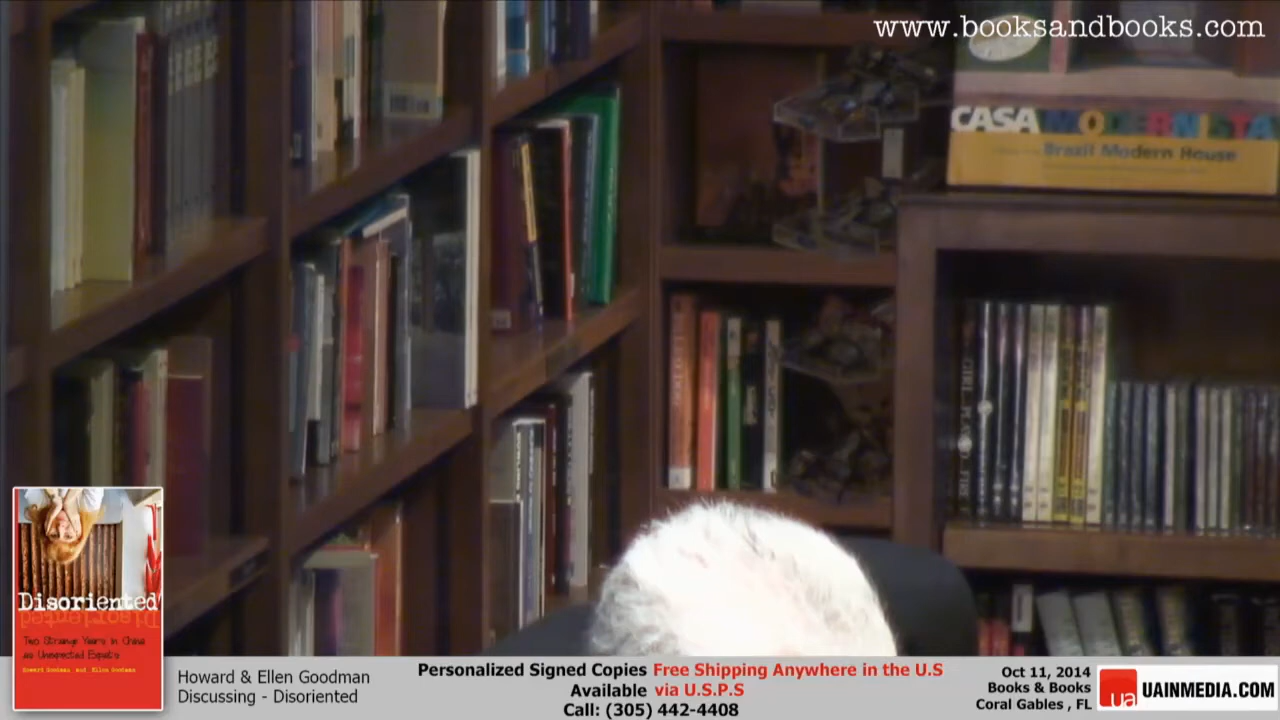 www.booksandbooks.com
CASA MODERNISTA
Brazil Modern House
Disoriented
Disoriented
Two Strange Years in China
as Unexpected Expats
Howard Goodman and Ellen Goodman
Howard & Ellen Goodman
Discussing - Disoriented
Personalized Signed Copies Free Shipping Anywhere in the U.S
Available via U.S.P.S
Call: (305) 442-4408
Oct 11, 2014
Books & Books
Coral Gables , FL
ua UAINMEDIA.COM